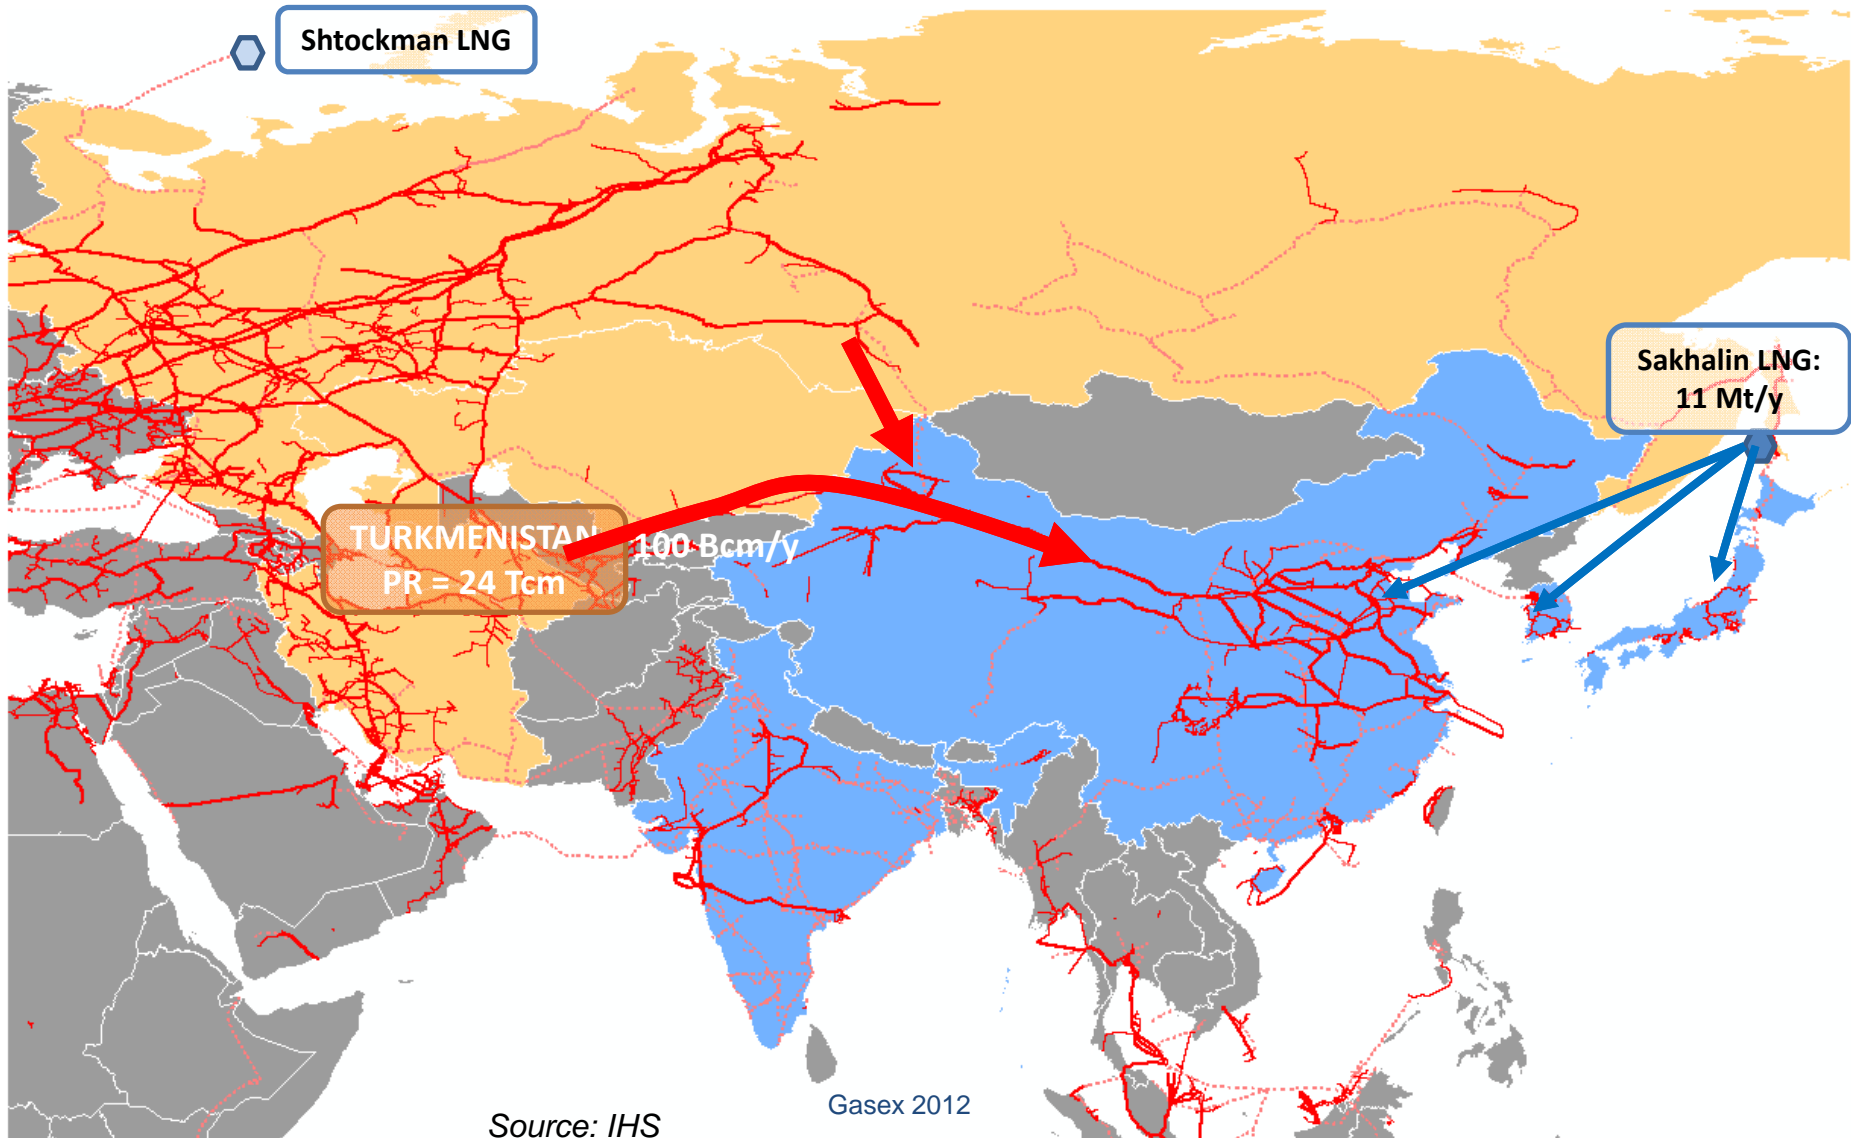 Shtockman LNG
Sakhalin LNG:
11 Mt/y
TURKMENISTAN
PR = 24 Tcm
100 Bcm/y
Gasex 2012
Source: IHS